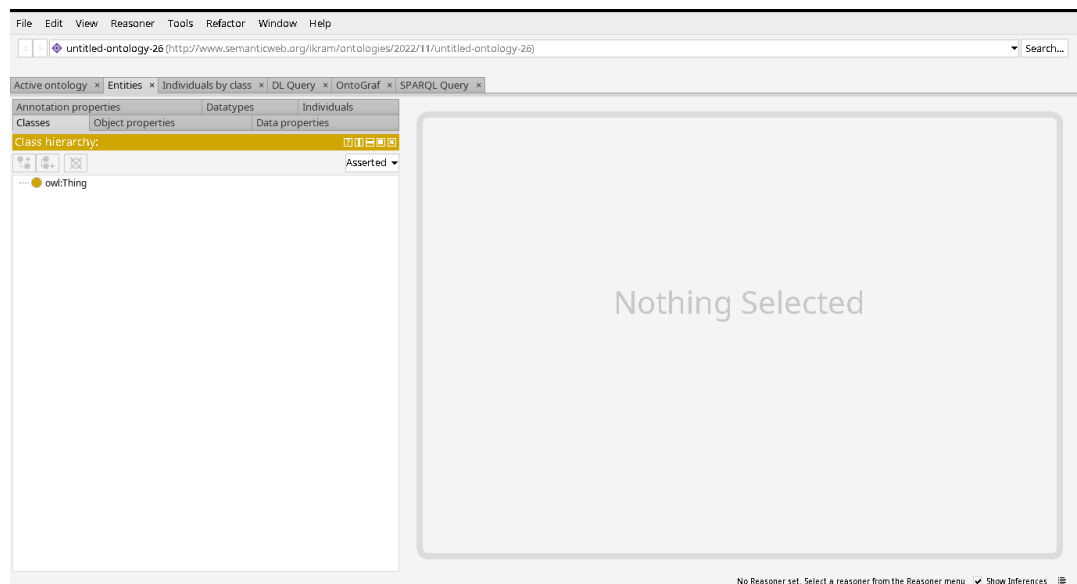 File Edit View Reasoner Tools Refactor Window Help
< > untitled-ontology-26 (http://www.semanticweb.org/ikram/ontologies/2022/11/untitled-ontology-26) Search...
Active ontology × Entities × Individuals by class × DL Query × OntoGraf × SPARQL Query ×
Annotation properties Datatypes Individuals
Classes Object properties Data properties
Class hierarchy:
Asserted
owl:Thing
Nothing Selected
No Reasoner set. Select a reasoner from the Reasoner menu Show Inferences